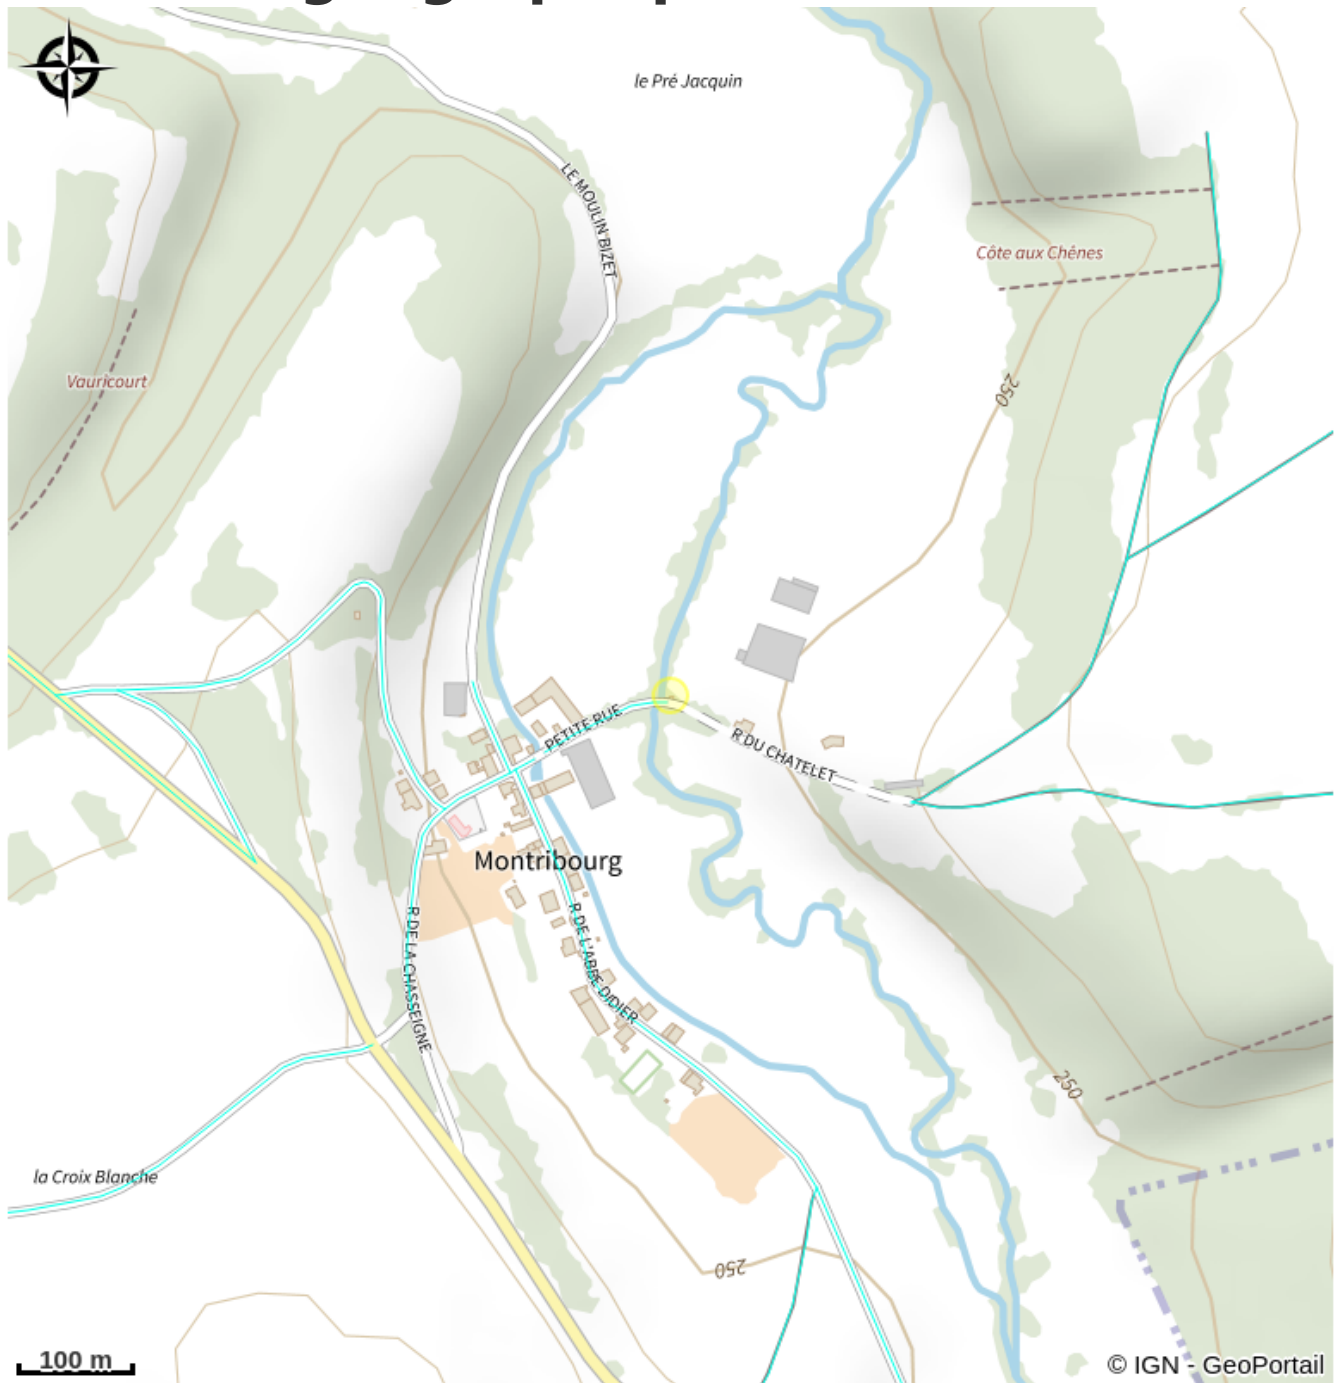 le Pré Jacquin
LE MOULIN BIZET
Côte aux Chênes
Vauricourt
250
PETITE RUE
R DU CHATELET
Montribourg
R DE LA CHASSEIGNE
R DE L'ABBE DIDIER
250
la Croix Blanche
250
100 m
© IGN - GeoPortail